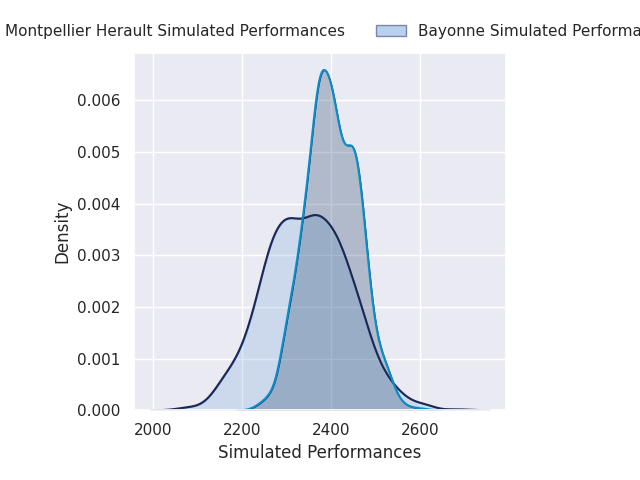 Montpellier Herault Simulated Performances
Bayonne Simulated Performa
0.006
0.005
0.004
0.003
0.002
0.001
0.000
Density
2000 2200 2400 2600
Simulated Performances